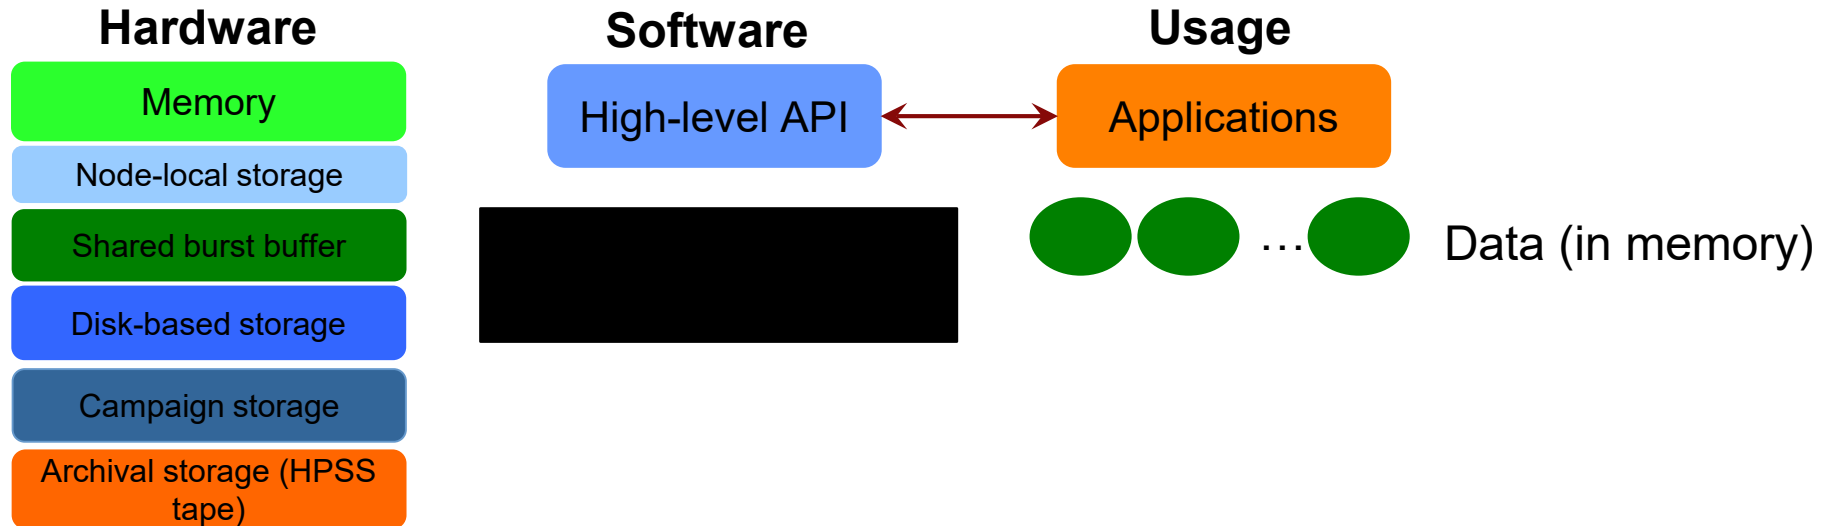 Hardware
Software
Usage
Memory
High-level API
Applications
Node-local storage
Shared burst buffer
...
Data (in memory)
Disk-based storage
Campaign storage
Archival storage (HPSS
tape)